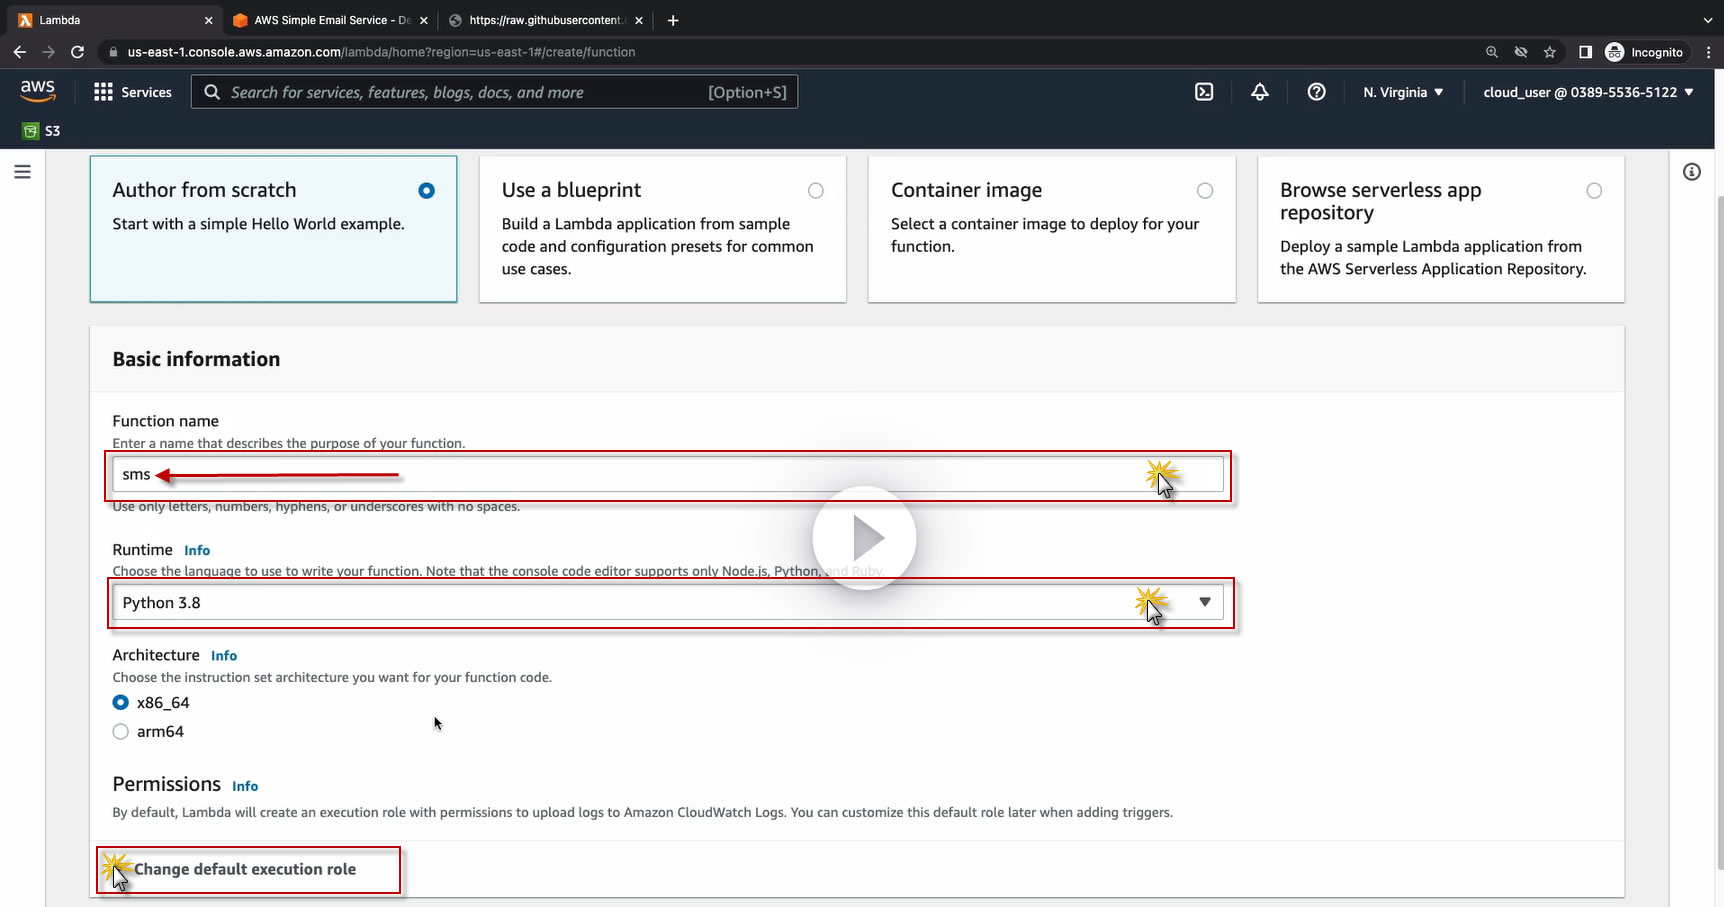 Lambda
AWS Simple Email Service - De
https://raw.githubusercontent.
us-east-1.console.aws.amazon.com/lambda/home?region=us-east-1#/create/function
Incognito
aws
Services
Search for services, features, blogs, docs, and more
[Option+S]
N. Virginia
cloud_user @ 0389-5536-5122
S3
Author from scratch
Start with a simple Hello World example.
Use a blueprint
Build a Lambda application from sample
code and configuration presets for common
use cases.
Container image
Select a container image to deploy for your
function.
Browse serverless app
repository
Deploy a sample Lambda application from
the AWS Serverless Application Repository.
Basic information
Function name
Enter a name that describes the purpose of your function.
sms
Use only letters, numbers, hyphens, or underscores with no spaces.
Runtime Info
Choose the language to use to write your function. Note that the console code editor supports only Node.js, Python, and Ruby.
Python 3.8
Architecture Info
Choose the instruction set architecture you want for your function code.
x86_64
arm64
Permissions Info
By default, Lambda will create an execution role with permissions to upload logs to Amazon CloudWatch Logs. You can customize this default role later when adding triggers.
Change default execution role